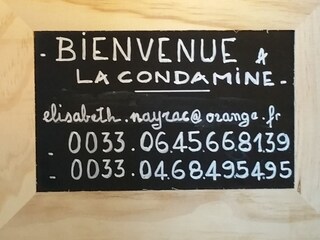 - BiENVENUE A
LA CONDAMiNE -
elisabeth.nayrac@orange.fr
- 0033.06.45.66.81.39
- 0033.04.68.49.54.95